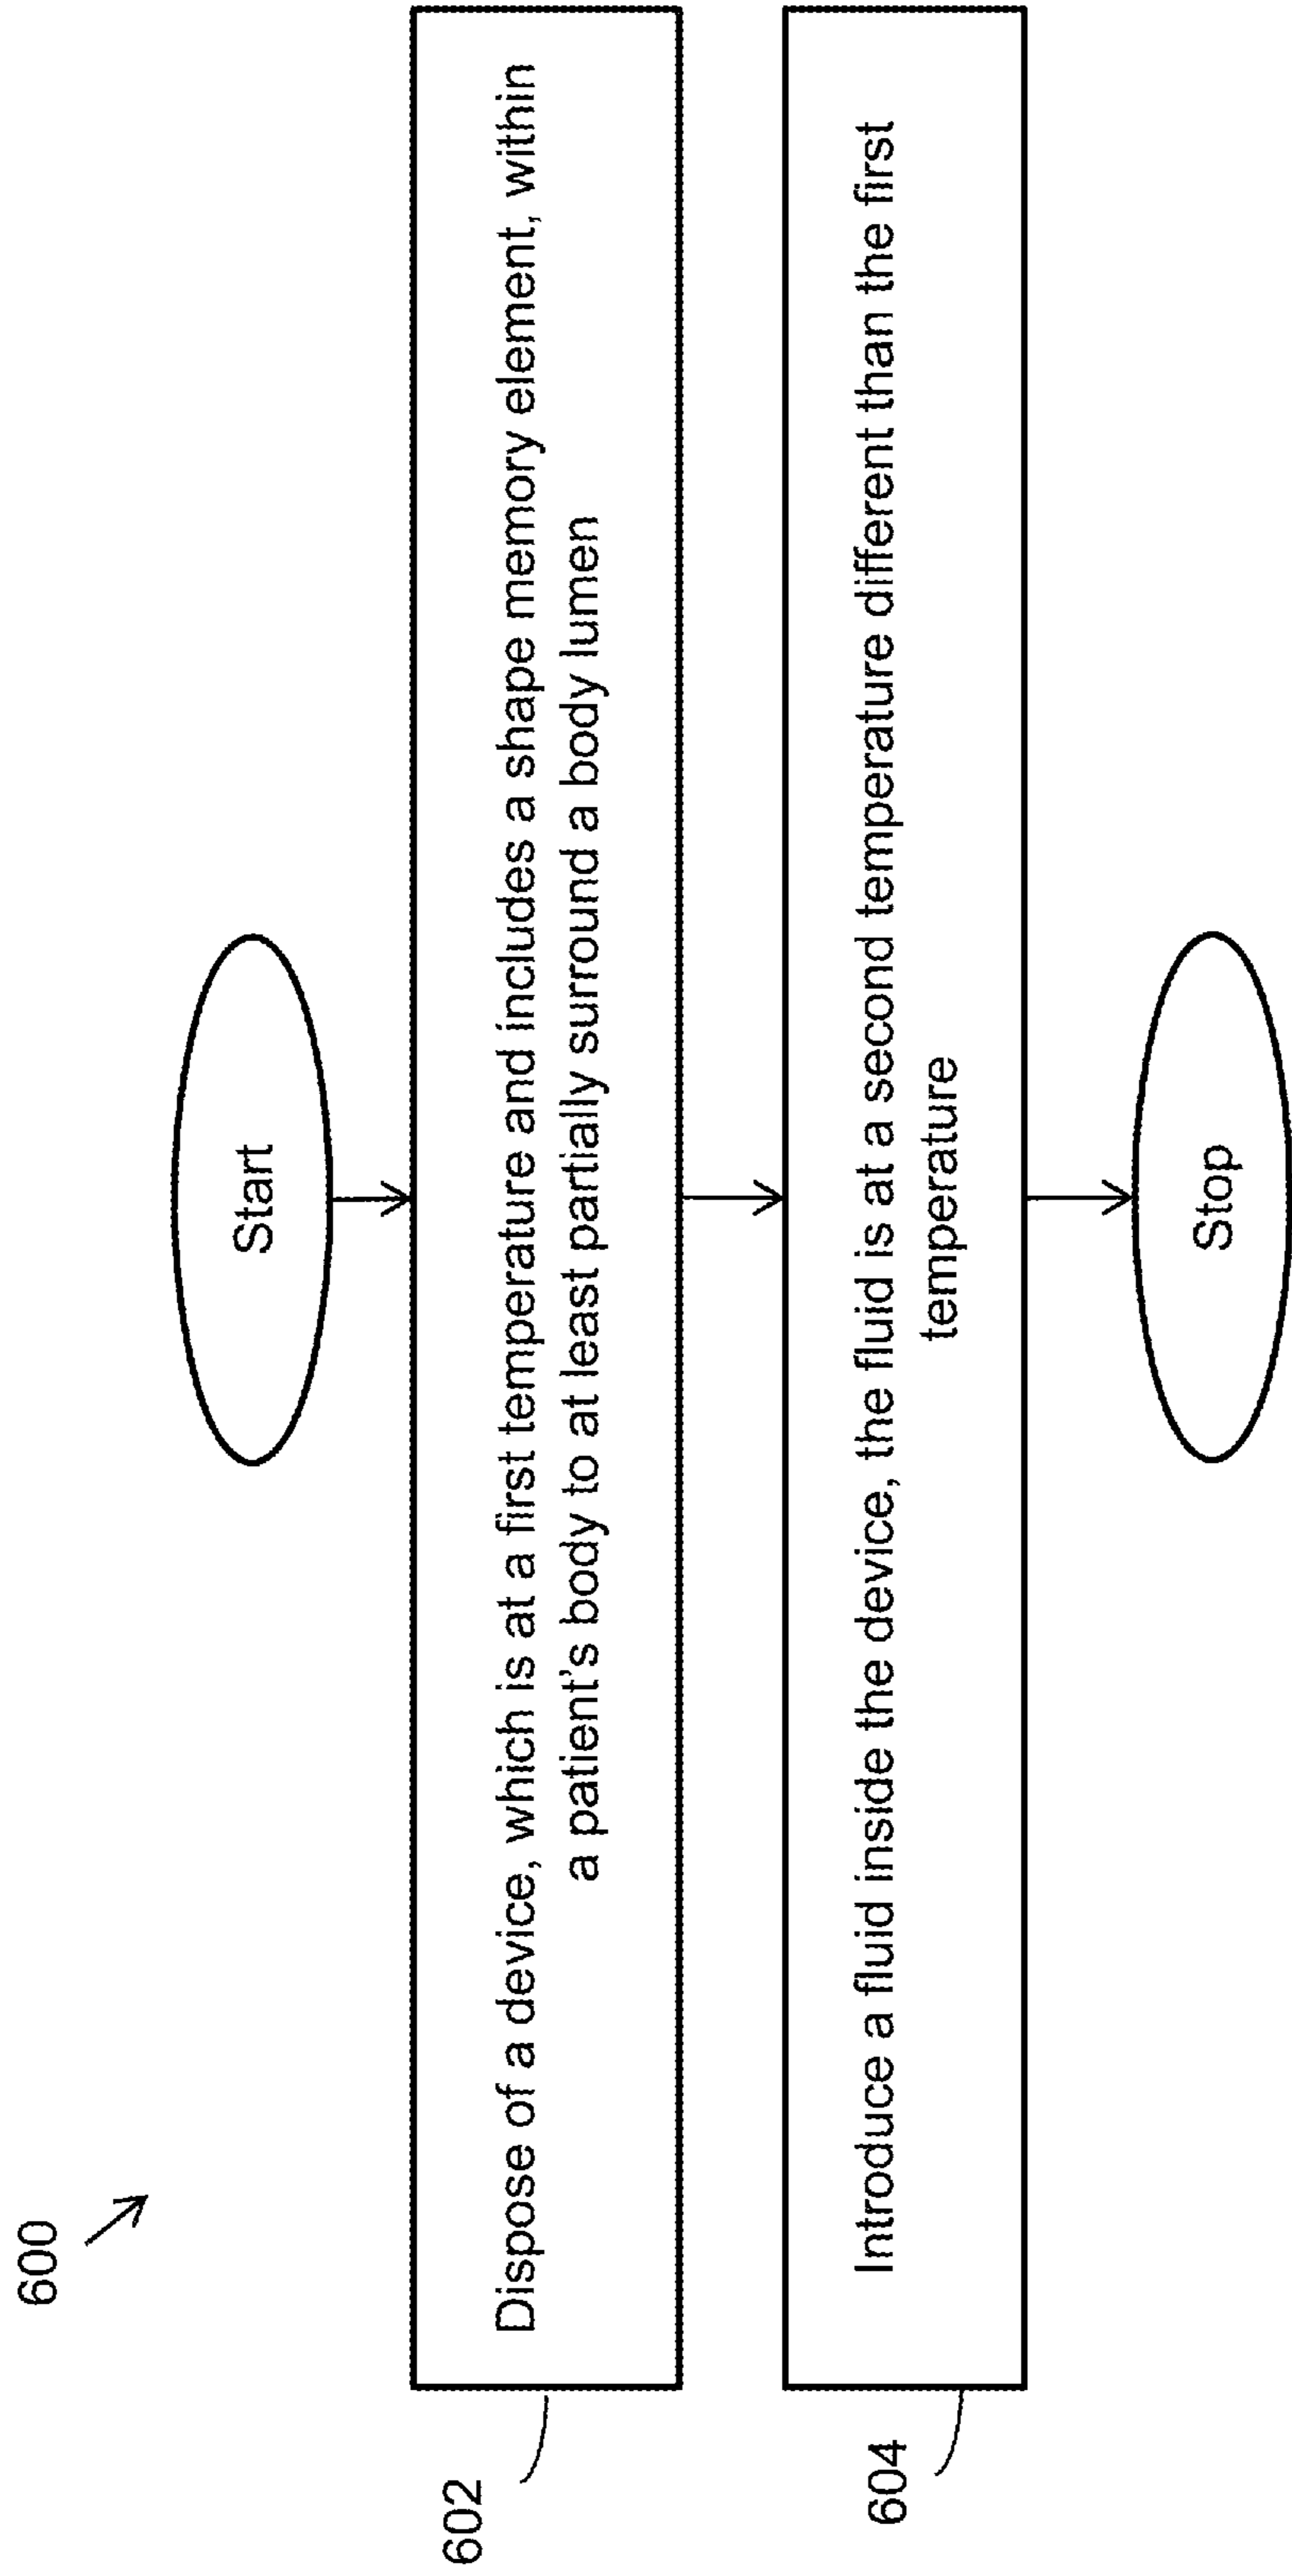 600
Start
602
Dispose of a device, which is at a first temperature and includes a shape memory element, within
a patient's body to at least partially surround a body lumen
604
Introduce a fluid inside the device, the fluid is at a second temperature different than the first
temperature
Stop